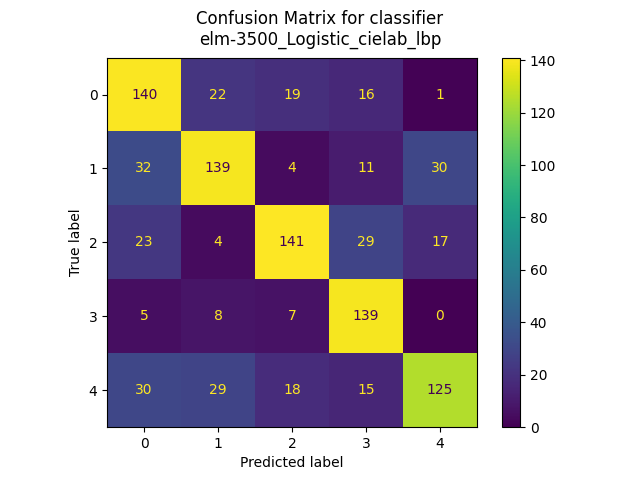 Confusion Matrix for classifier
elm-3500_Logistic_cielab_lbp
True label
0 140 22 19 16 1
1 32 139 4 11 30
2 23 4 141 29 17
3 5 8 7 139 0
4 30 29 18 15 125
0 1 2 3 4
Predicted label
140
120
100
80
60
40
20
0